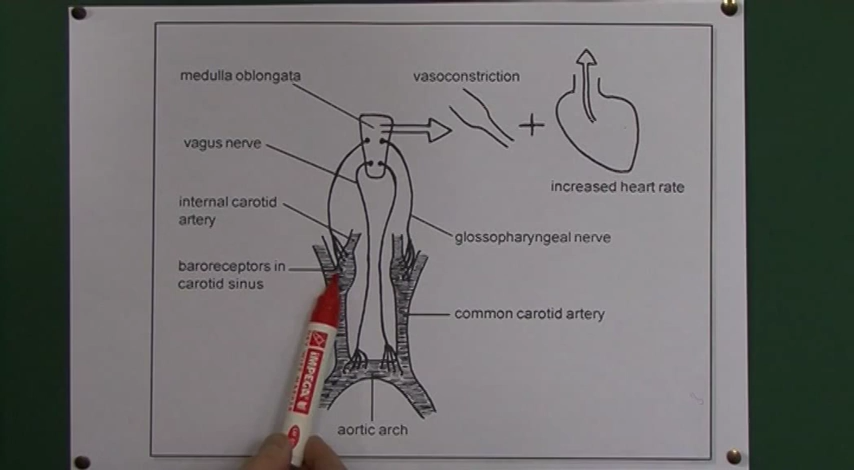 medulla oblongata
vasoconstriction
vagus nerve
increased heart rate
internal carotid
artery
glossopharyngeal nerve
baroreceptors in
carotid sinus
common carotid artery
IMPEGA
aortic arch